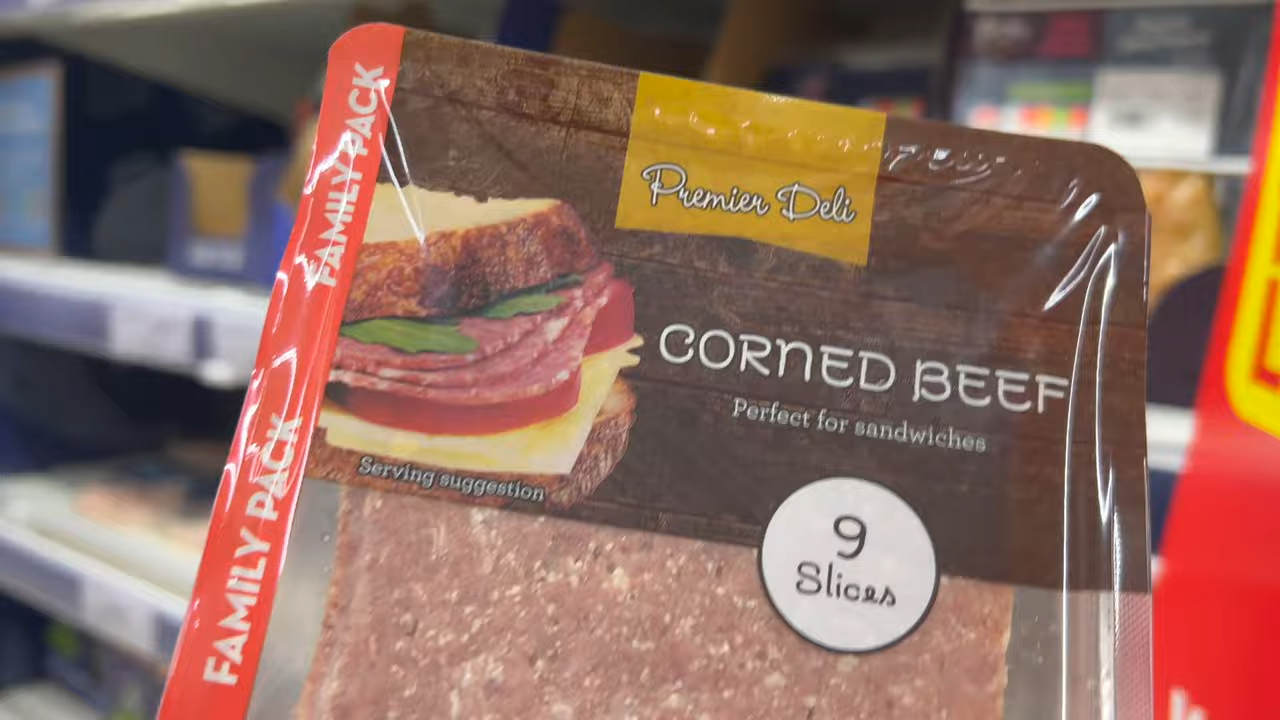 FAMILY PACK
FAMILY PACK
Premier Deli
CORNED BEEF
Perfect for sandwiches
Serving suggestion
9
Slices